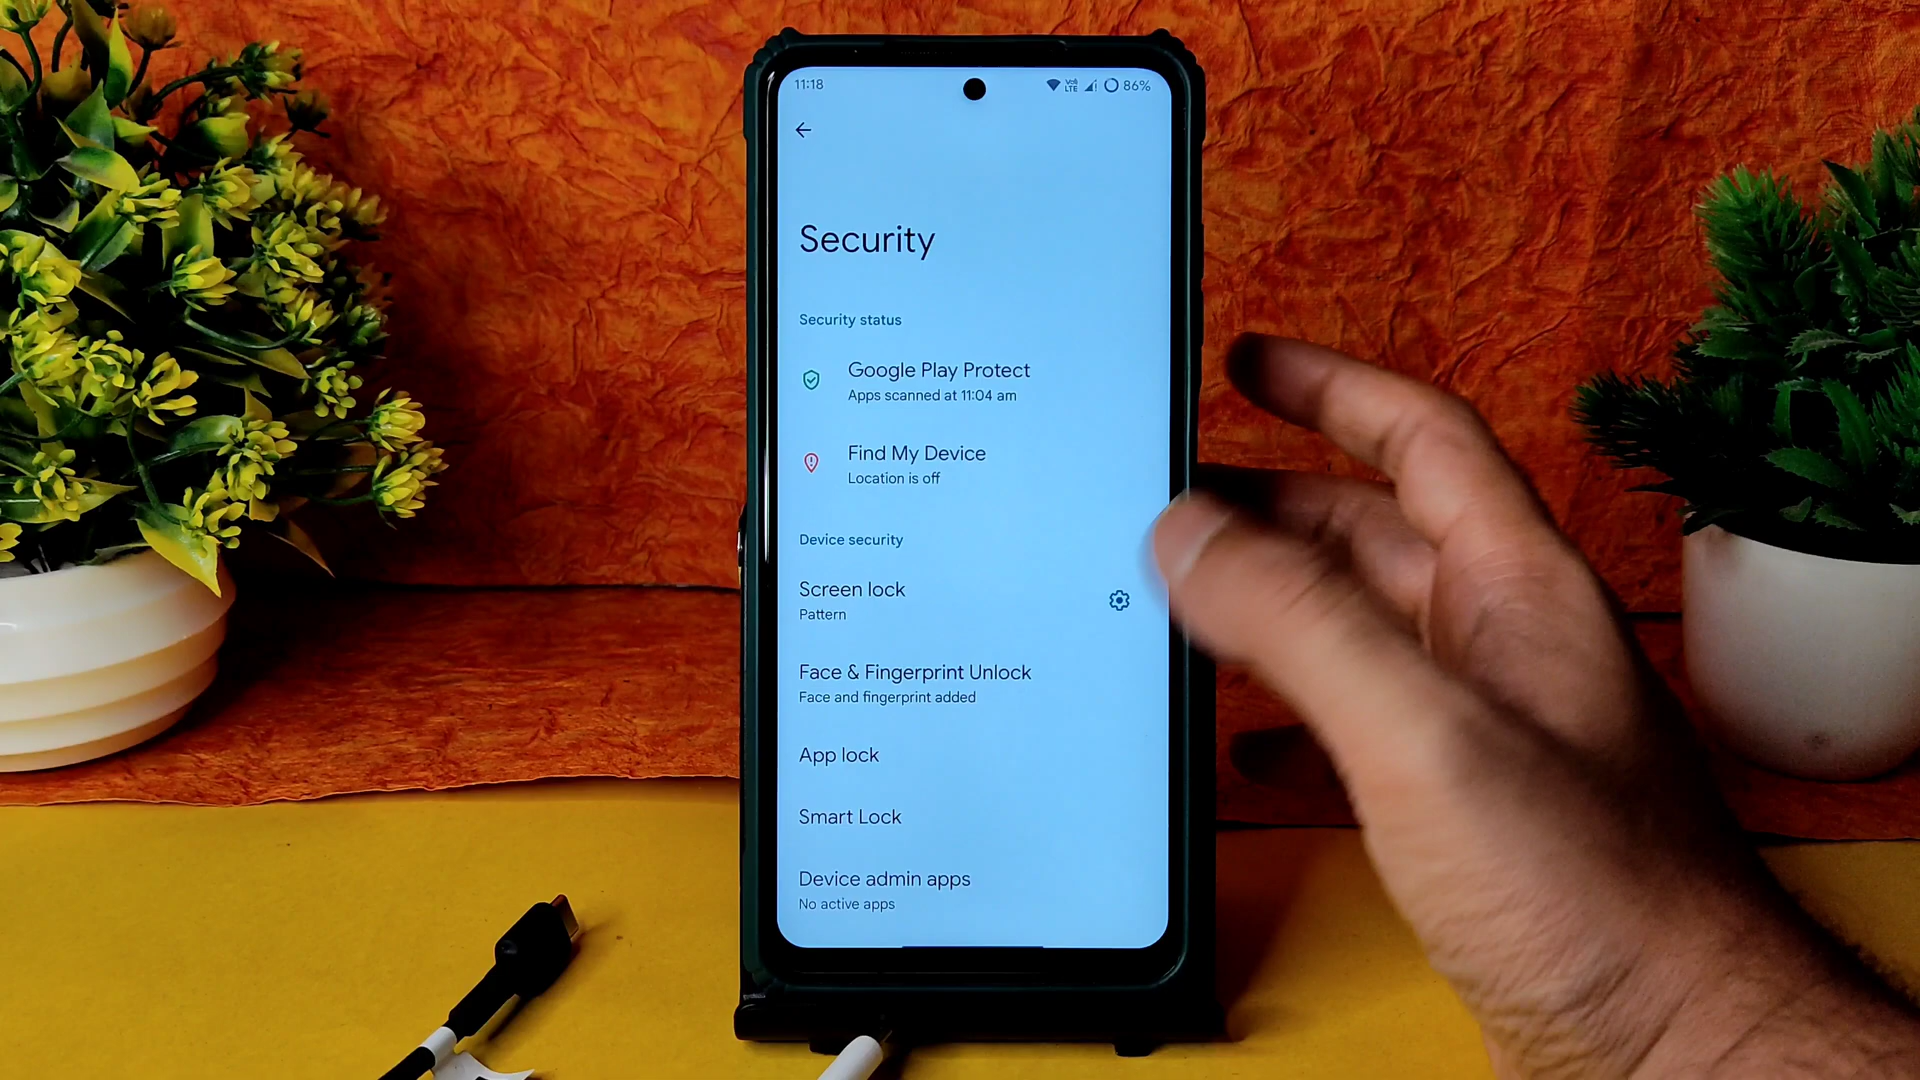 11:18
Vo) LTE 86%
Security
Security status
Google Play Protect
Apps scanned at 11:04 am
Find My Device
Location is off
Device security
Screen lock
Pattern
Face & Fingerprint Unlock
Face and fingerprint added
App lock
Smart Lock
Device admin apps
No active apps